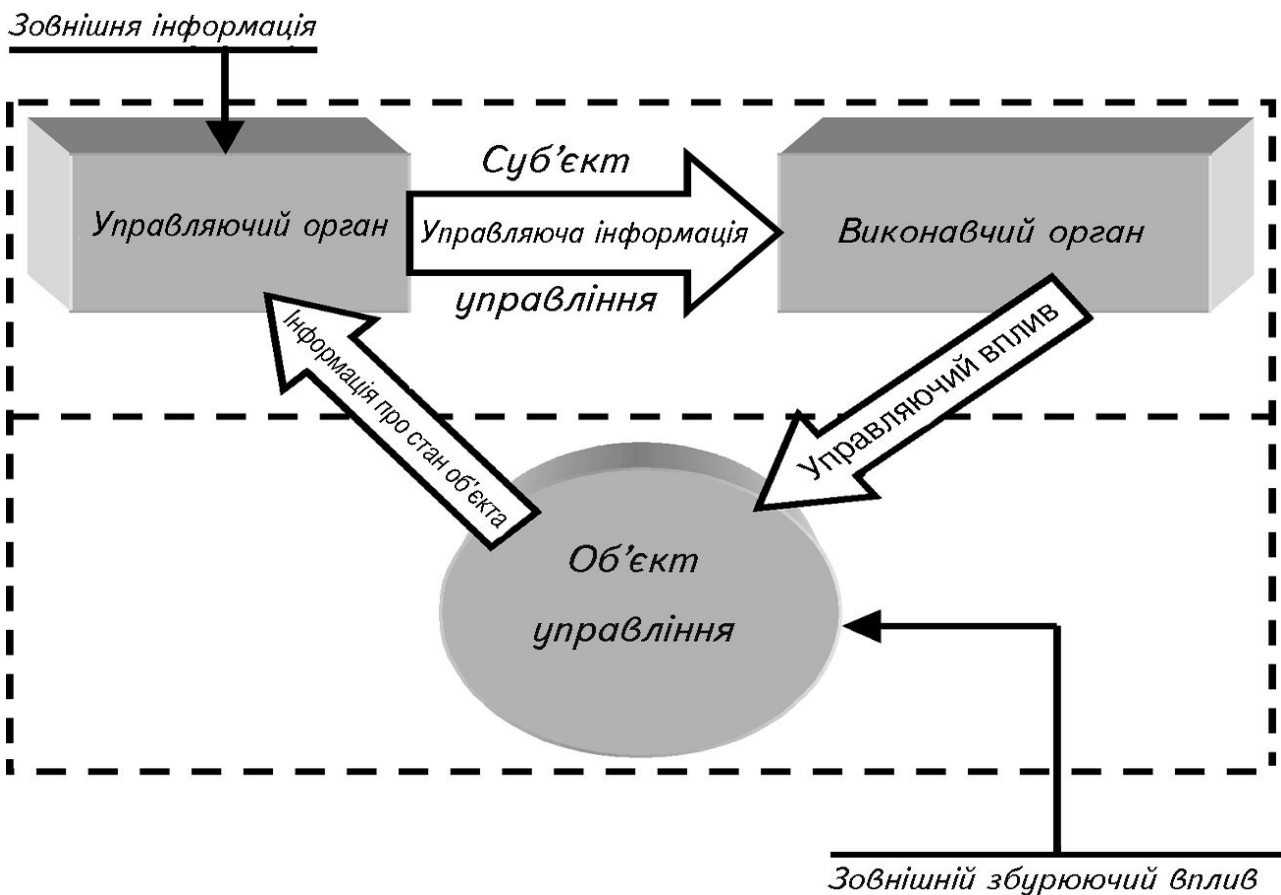 Зовнішня інформація
Суб’єкт
Управляючий орган
Управляюча інформація
Виконавчий орган
управління
Інформація про стан об'єкта
Управляючий вплив
Об’єкт
управління
Зовнішній збурюючий вплив